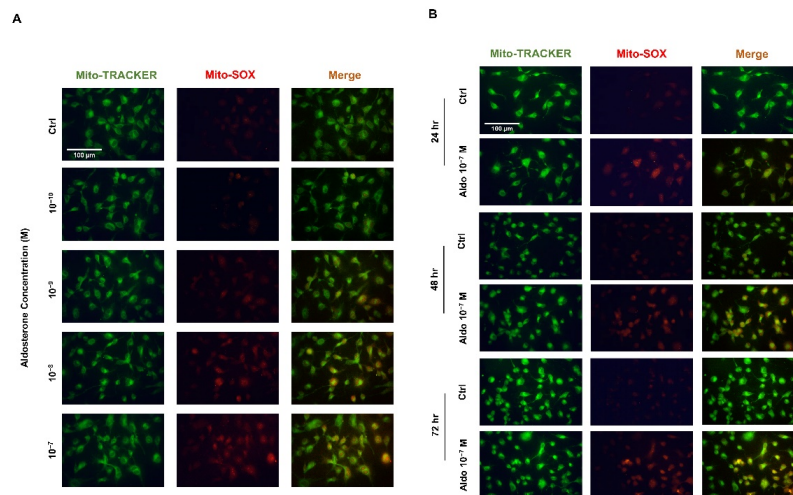 A
Mito-TRACKER Mito-SOX Merge
Aldosterone Concentration (M)
Ctrl
100 µm
10⁻¹⁰
10⁻⁹
10⁻⁸
10⁻⁷
B
Mito-TRACKER Mito-SOX Merge
24 hr
Ctrl
100 µm
Aldo 10⁻⁷ M
48 hr
Ctrl
Aldo 10⁻⁷ M
72 hr
Ctrl
Aldo 10⁻⁷ M